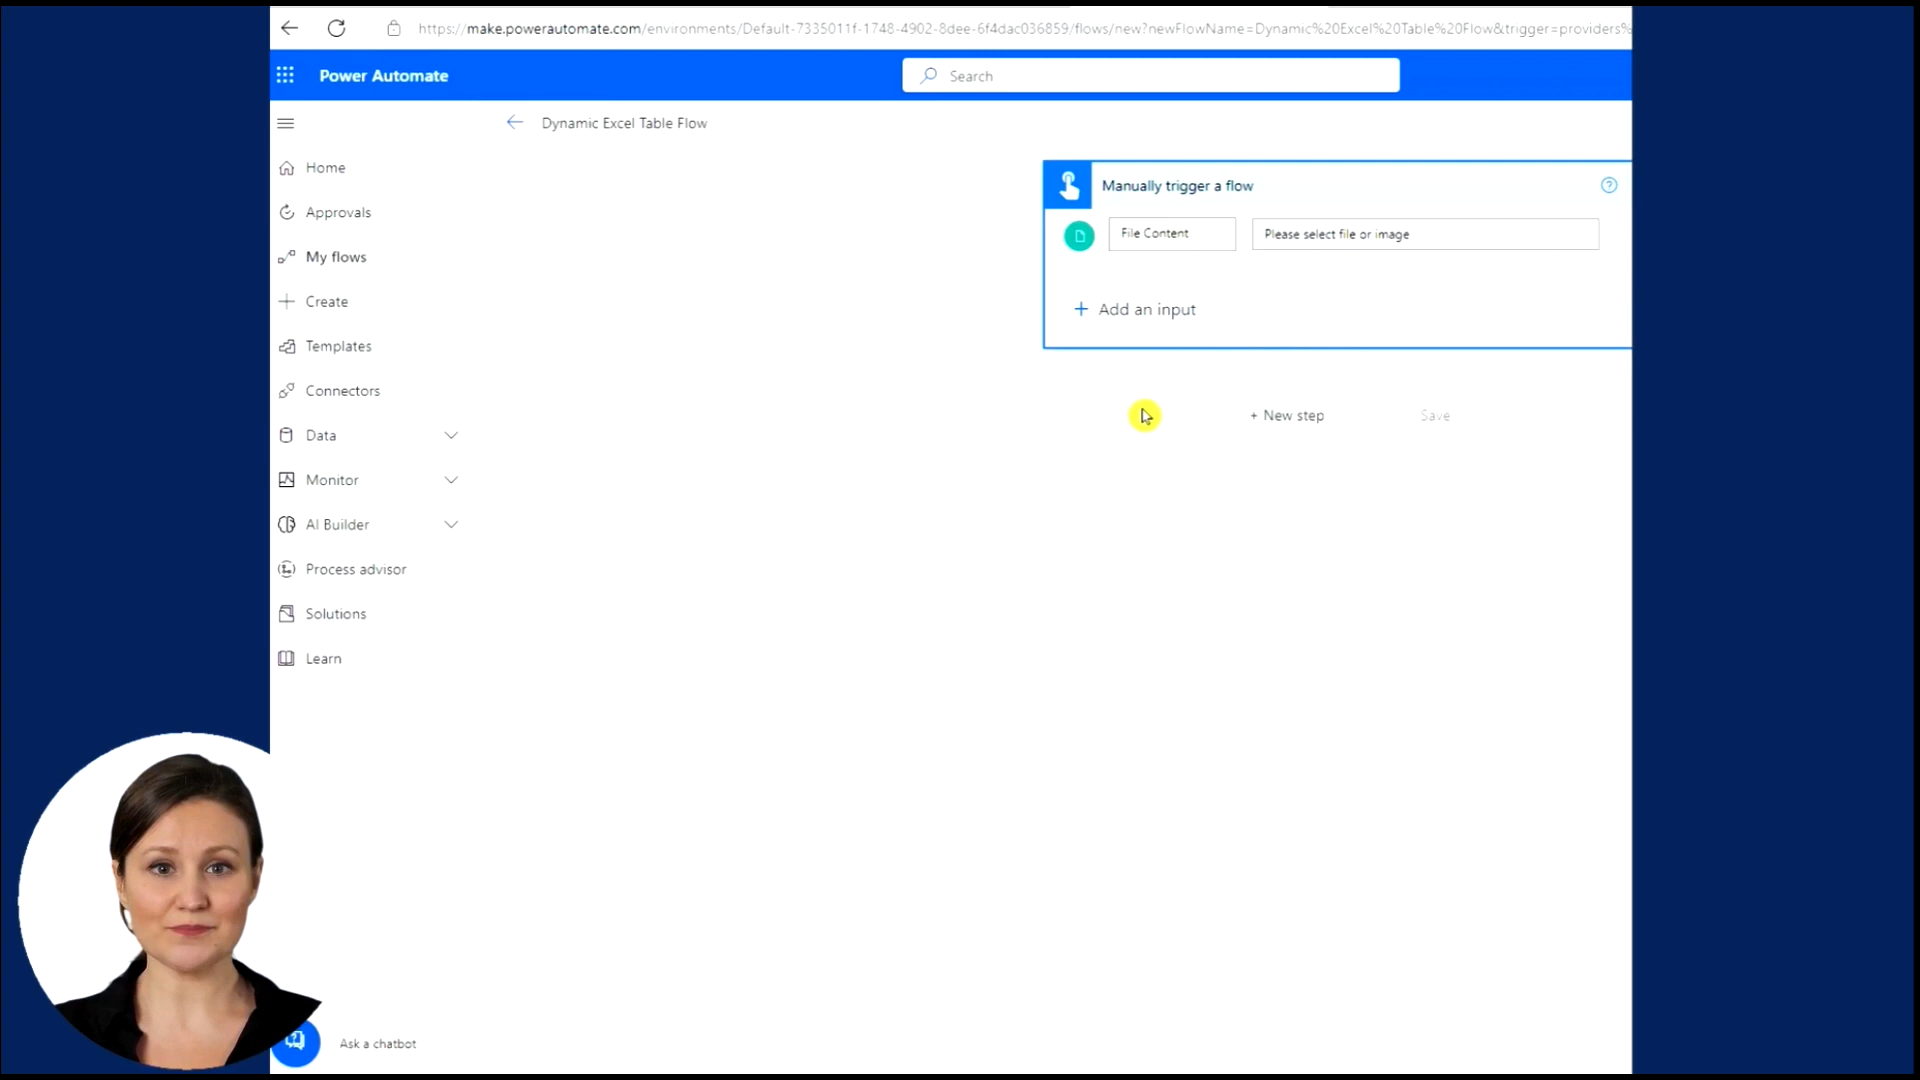 https://make.powerautomate.com/environments/Default-7335011f-1748-4902-8dee-6f4dac036859/flows/new?newFlowName=Dynamic%20Excel%20Table%20Flow&trigger=providers%
Power Automate
Search
Dynamic Excel Table Flow
Home
Approvals
My flows
Create
Templates
Connectors
Data
Monitor
AI Builder
Process advisor
Solutions
Learn
Manually trigger a flow
File Content
Please select file or image
+ Add an input
+ New step
Save
Ask a chatbot